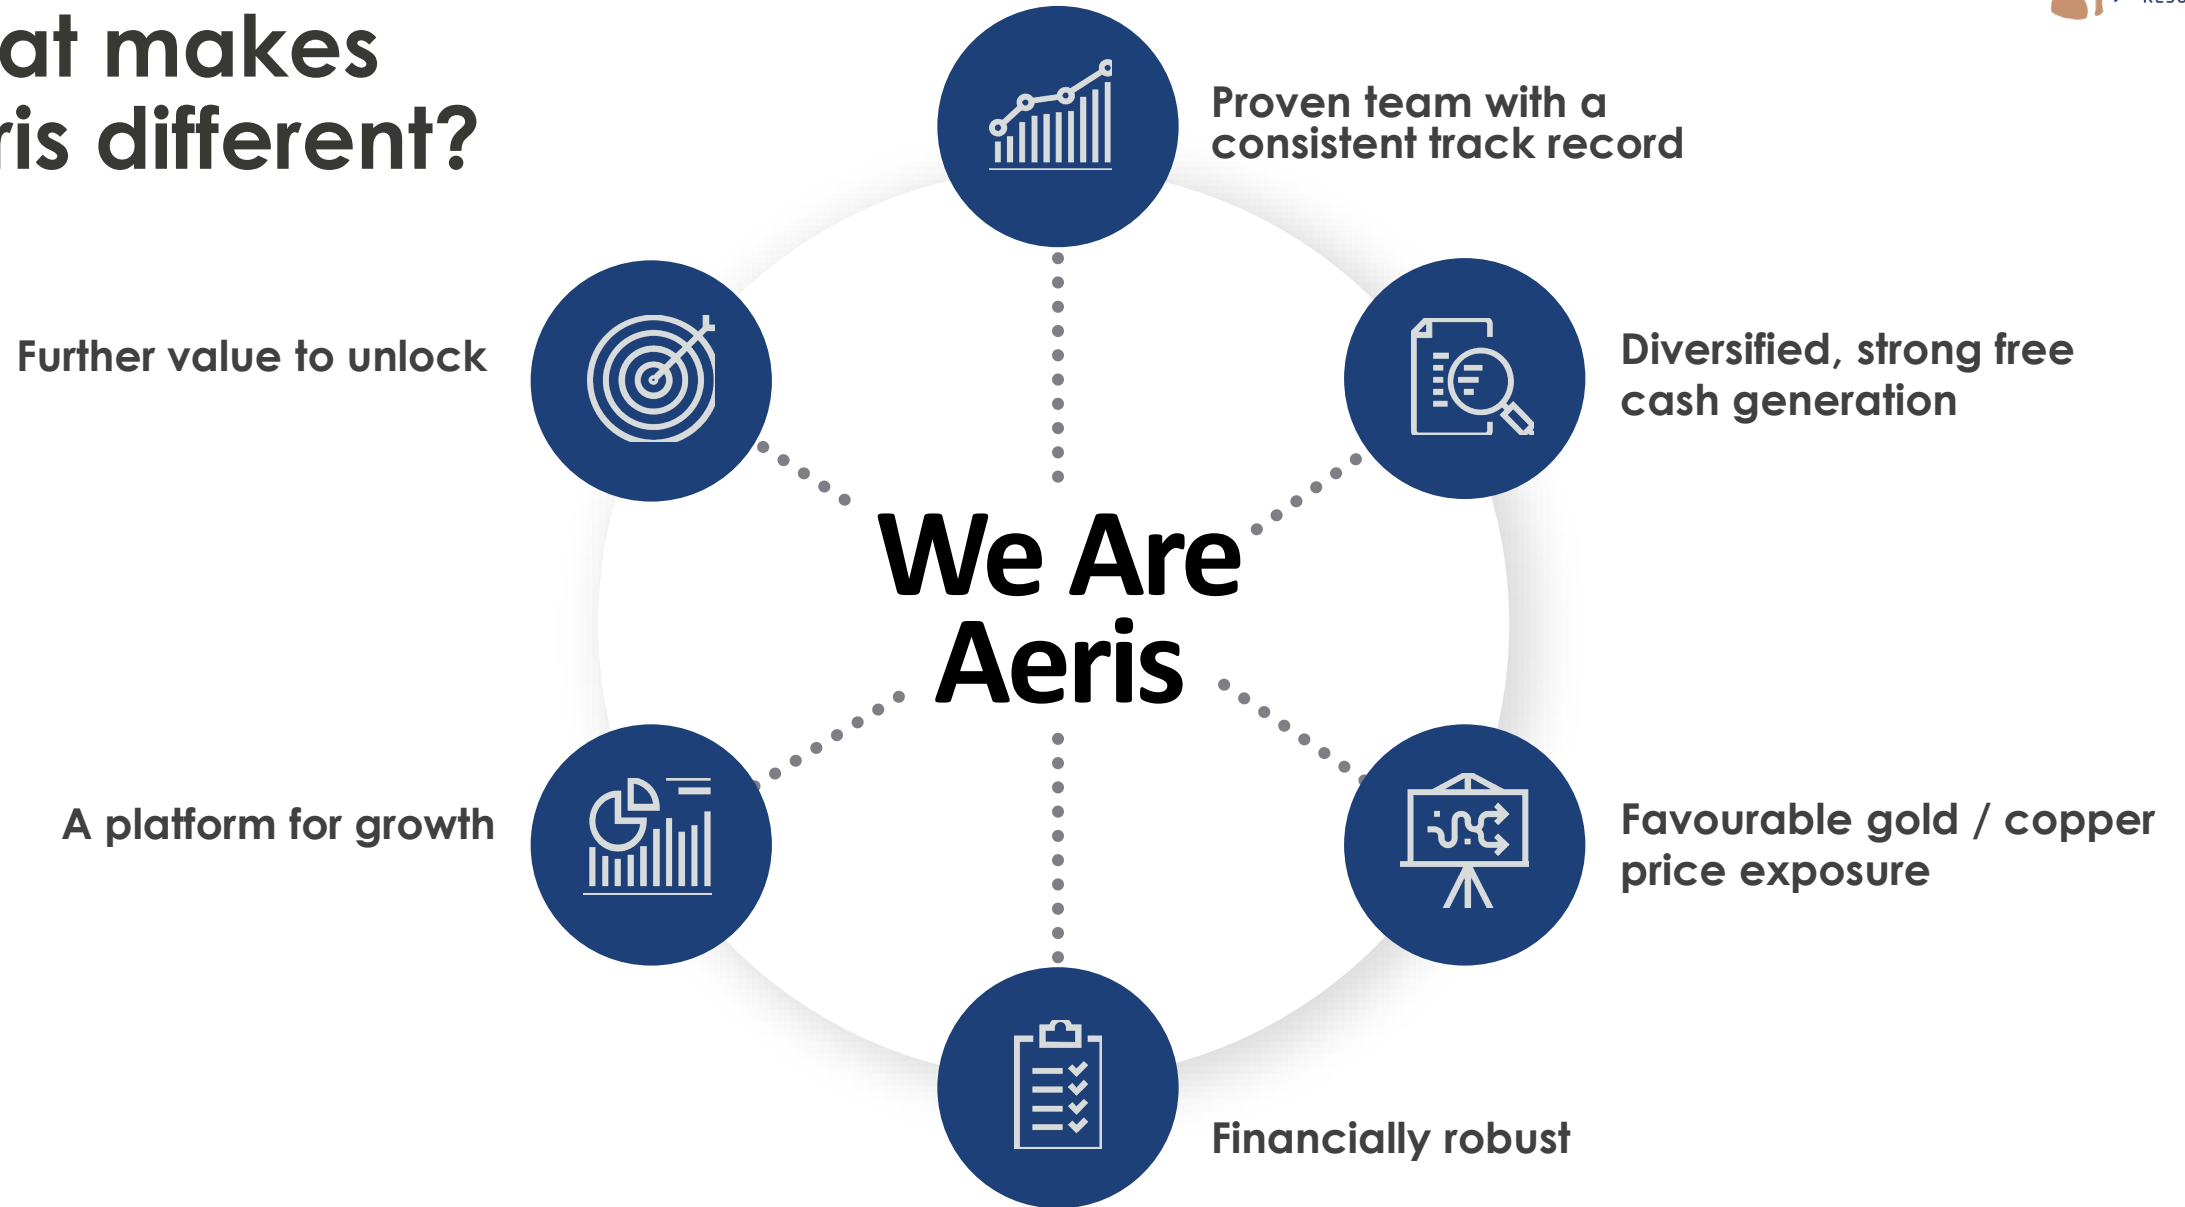 at makes
ris different?
Proven team with a
consistent track record
Further value to unlock
Diversified, strong free
cash generation
We Are
Aeris
A platform for growth
Favourable gold / copper
price exposure
Financially robust